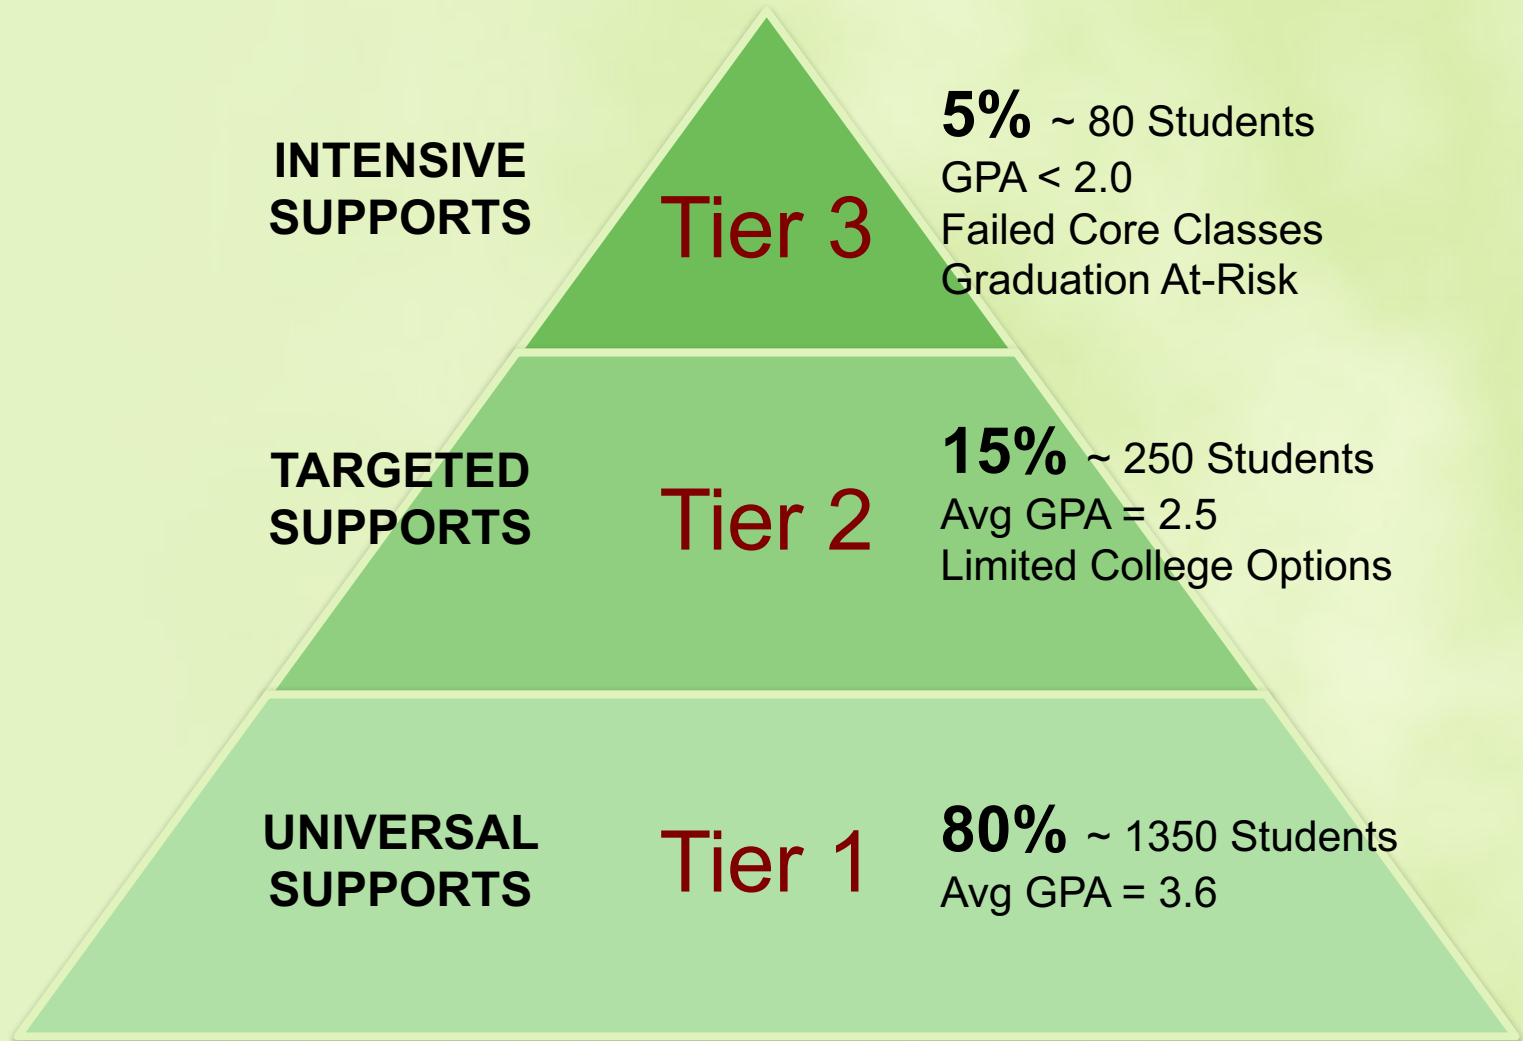 INTENSIVE
SUPPORTS
Tier 3
5% ~ 80 Students
GPA < 2.0
Failed Core Classes
Graduation At-Risk
TARGETED
SUPPORTS
Tier 2
15% ~ 250 Students
Avg GPA = 2.5
Limited College Options
UNIVERSAL
SUPPORTS
Tier 1
80% ~ 1350 Students
Avg GPA = 3.6